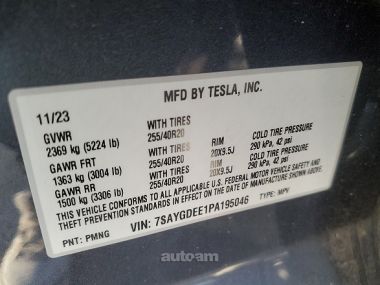 MFD BY TESLA, INC.
11/23
GVWR WITH TIRES
2369 kg (5224 lb) 255/40R20 RIM COLD TIRE PRESSURE
GAWR FRT WITH TIRES 20X9.5J 290 kPa, 42 psi
1363 kg (3004 lb) 255/40R20 RIM COLD TIRE PRESSURE
GAWR RR WITH TIRES 20X9.5J 290 kPa, 42 psi
1500 kg (3306 lb) 255/40R20
THIS VEHICLE CONFORMS TO ALL APPLICABLE U.S. FEDERAL MOTOR VEHICLE SAFETY AND
THEFT PREVENTION STANDARDS IN EFFECT ON THE DATE OF MANUFACTURE SHOWN ABOVE.
PNT: PMNG VIN: 7SAYGDEE1PA195046 TYPE: MPV
autoam